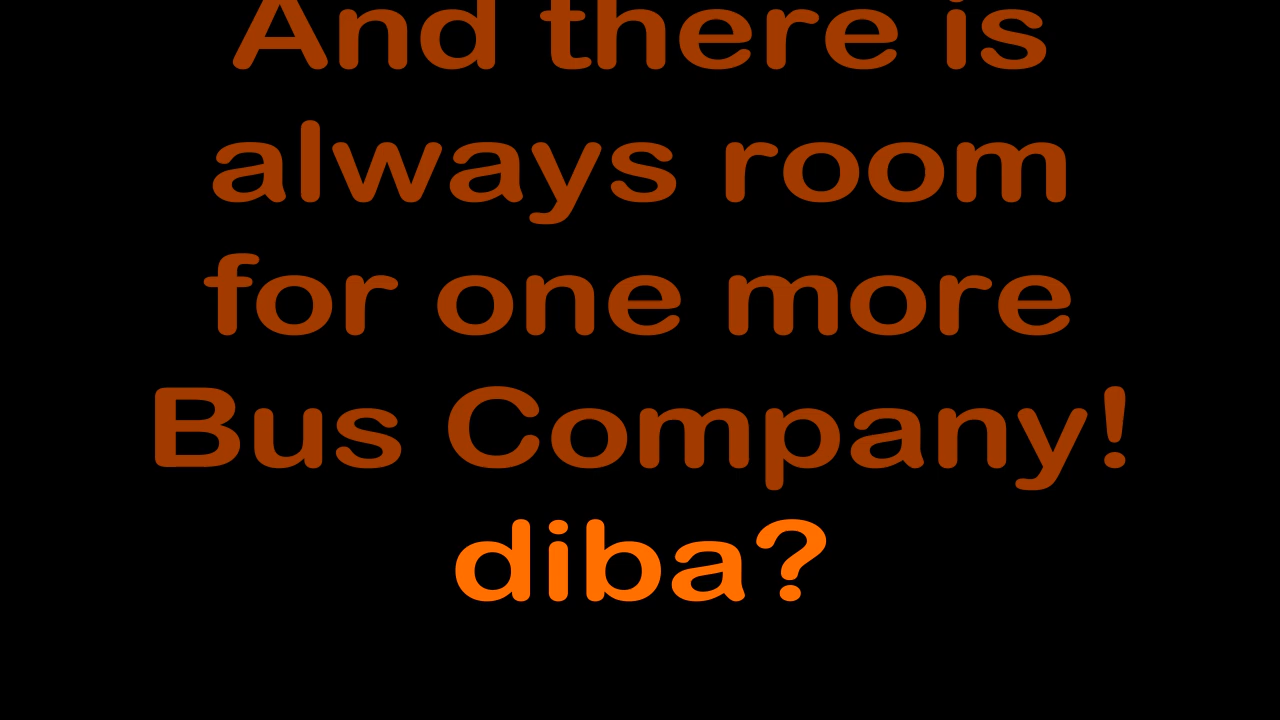 And there is
always room
for one more
Bus Company!
diba?